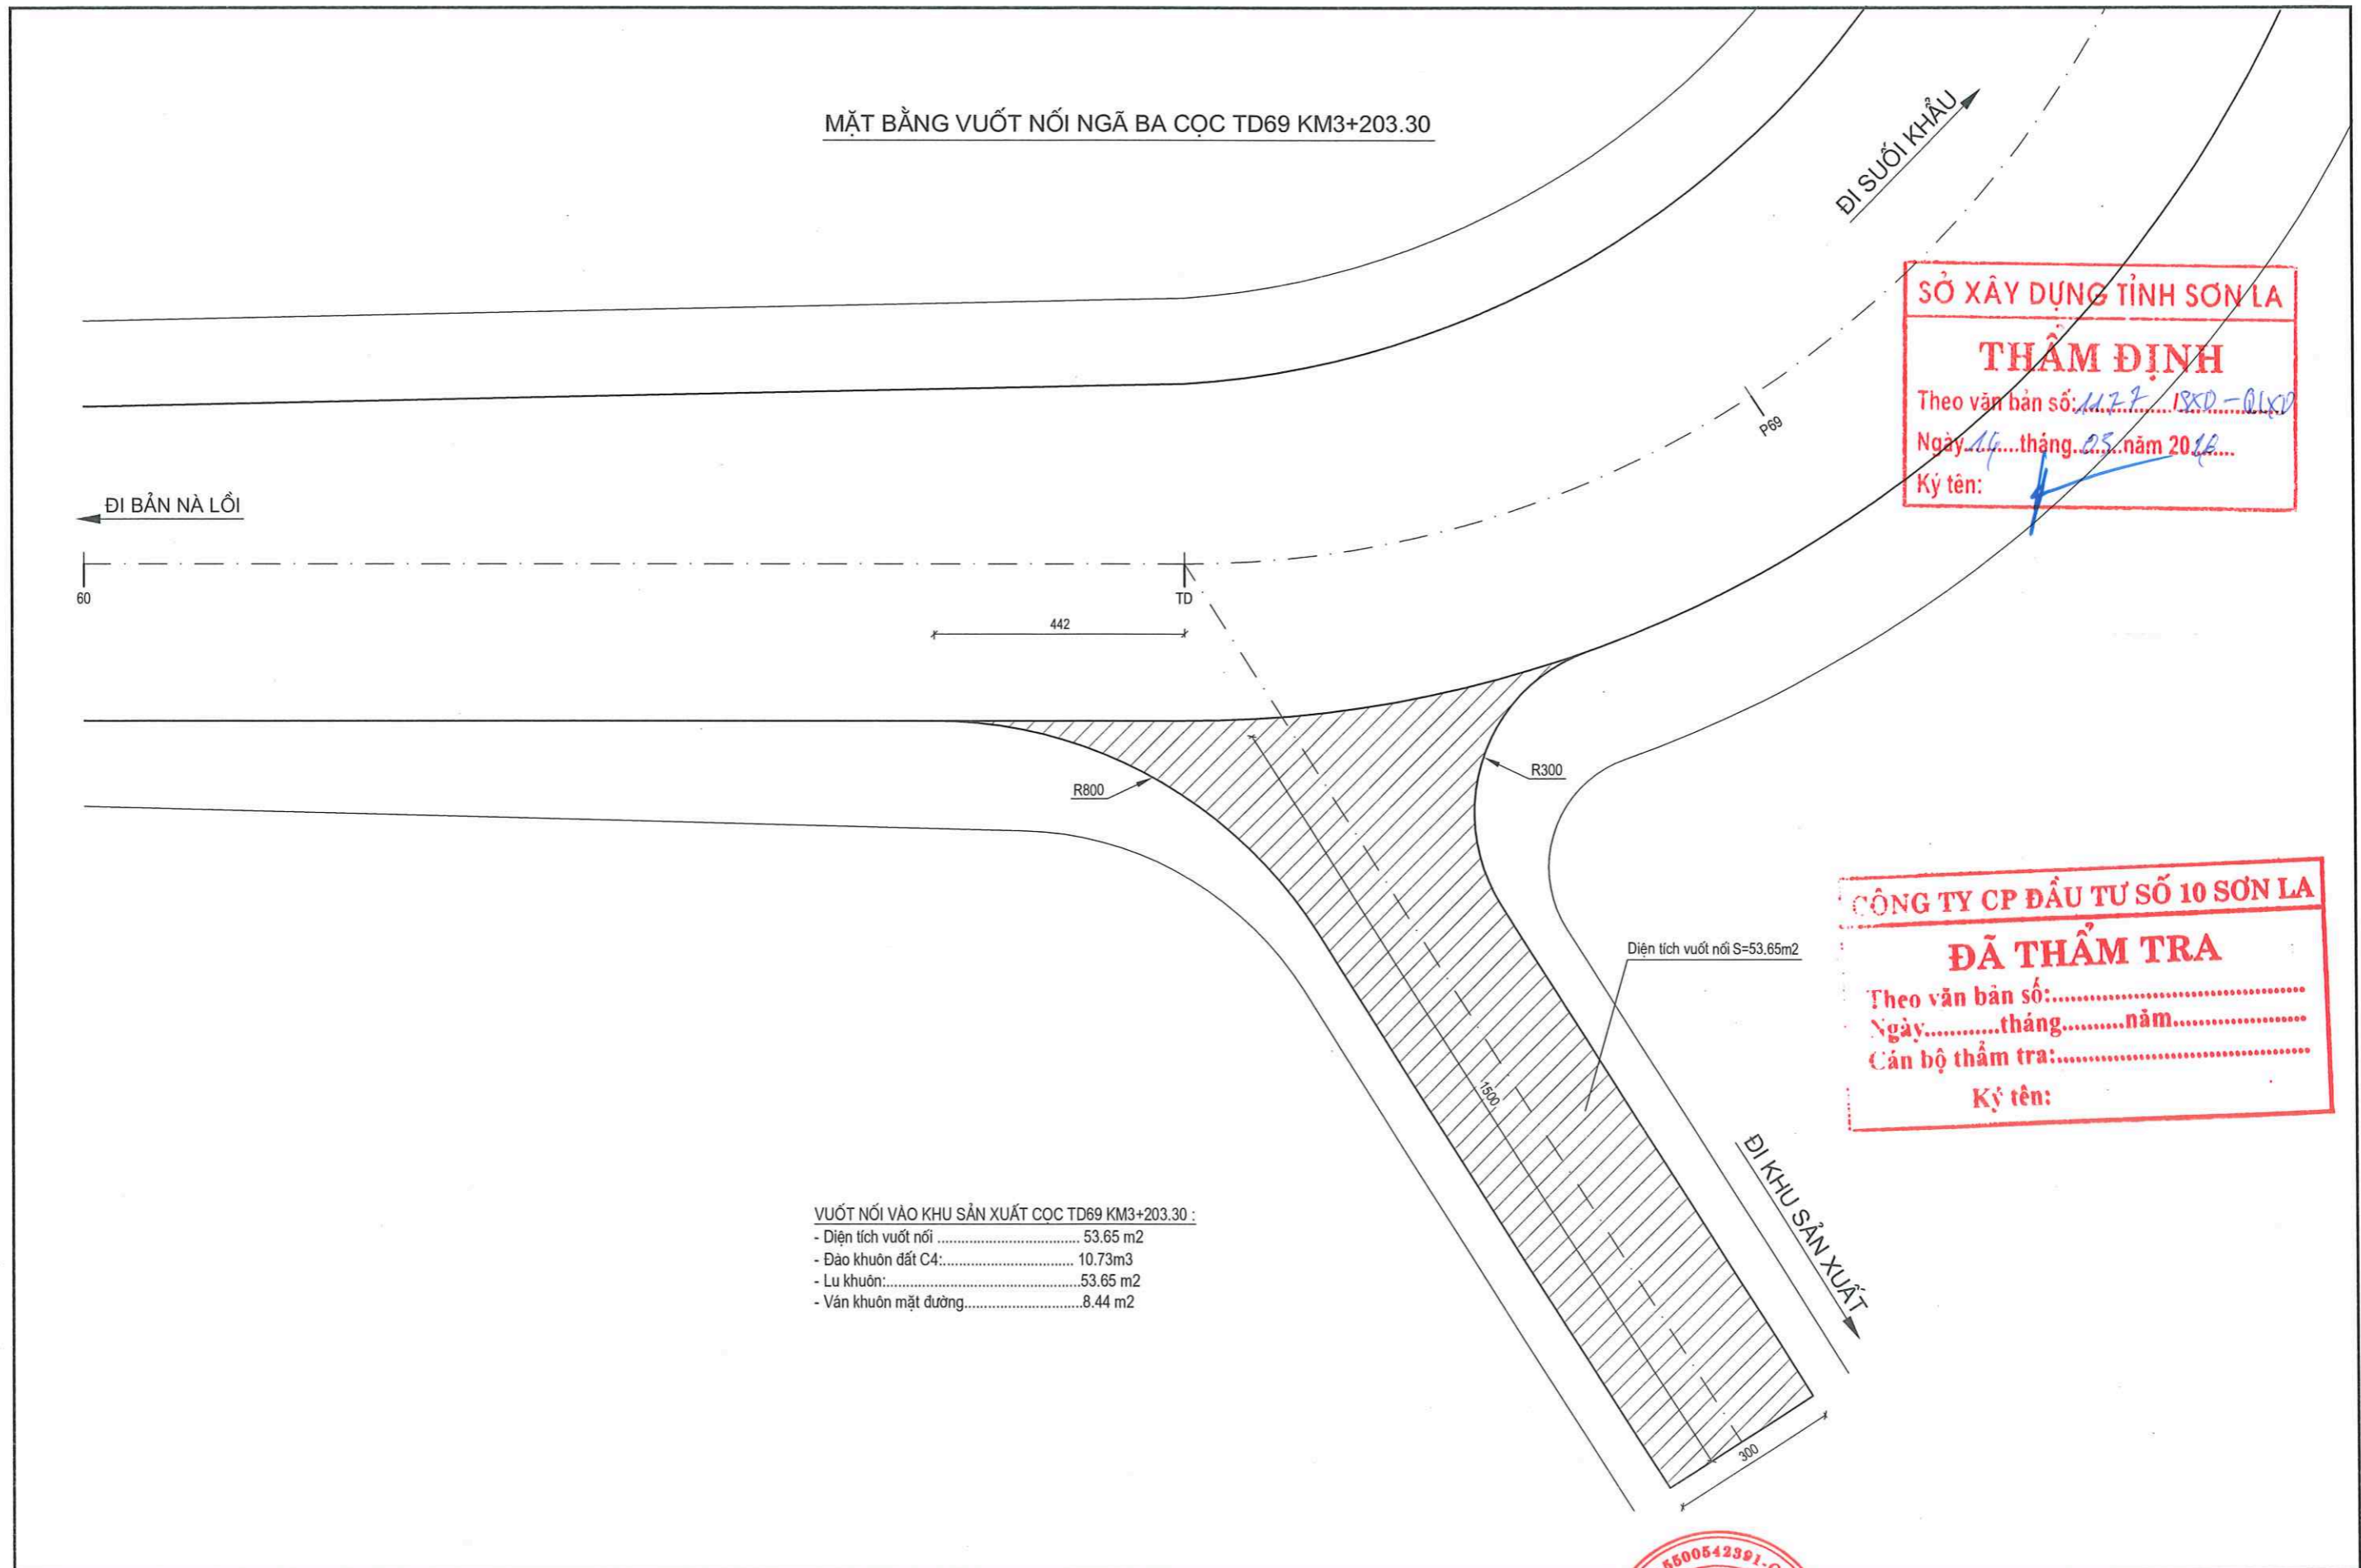 MẶT BẰNG VUỐT NỐI NGÃ BA CỌC TD69 KM3+203.30
ĐI SUỐI KHẨU
SỞ XÂY DỰNG TỈNH SƠN LA
THẨM ĐỊNH
Theo văn bản số: 1177 /SXD-QLXD
Ngày 14 tháng 05 năm 20
Ký tên:
P69
ĐI BẢN NÀ LỒI
60
TD
442
R800
R300
CÔNG TY CP ĐẦU TƯ SỐ 10 SƠN LA
ĐÃ THẨM TRA
Theo văn bản số:
Ngày............tháng..........năm
Cán bộ thẩm tra:
Ký tên:
Diện tích vuốt nối S=53.65m2
1500
ĐI KHU SẢN XUẤT
VUỐT NỐI VÀO KHU SẢN XUẤT CỌC TD69 KM3+203.30 :
- Diện tích vuốt nối .................................... 53.65 m2
- Đào khuôn đất C4:................................. 10.73m3
- Lu khuôn:.................................................53.65 m2
- Ván khuôn mặt đường..............................8.44 m2
300
5500542391-C